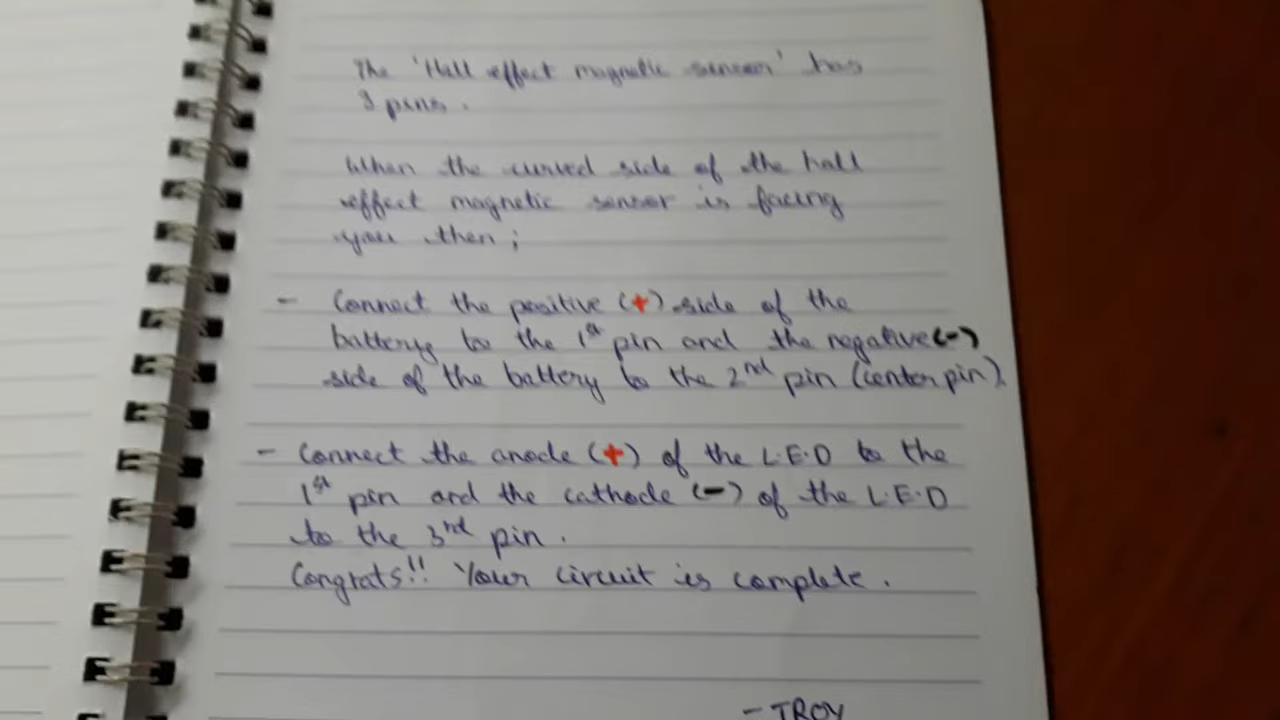 The 'Hall effect magnetic sensor' has
3 pins.
When the curved side of the hall
effect magnetic sensor is facing
you then;
- Connect the positive (+) side of the
battery to the 1st pin and the negative (-)
side of the battery to the 2nd pin (center pin).
- Connect the anode (+) of the L.E.D to the
1st pin and the cathode (-) of the L.E.D
to the 3rd pin.
Congrats!! Your circuit is complete.
- TROY